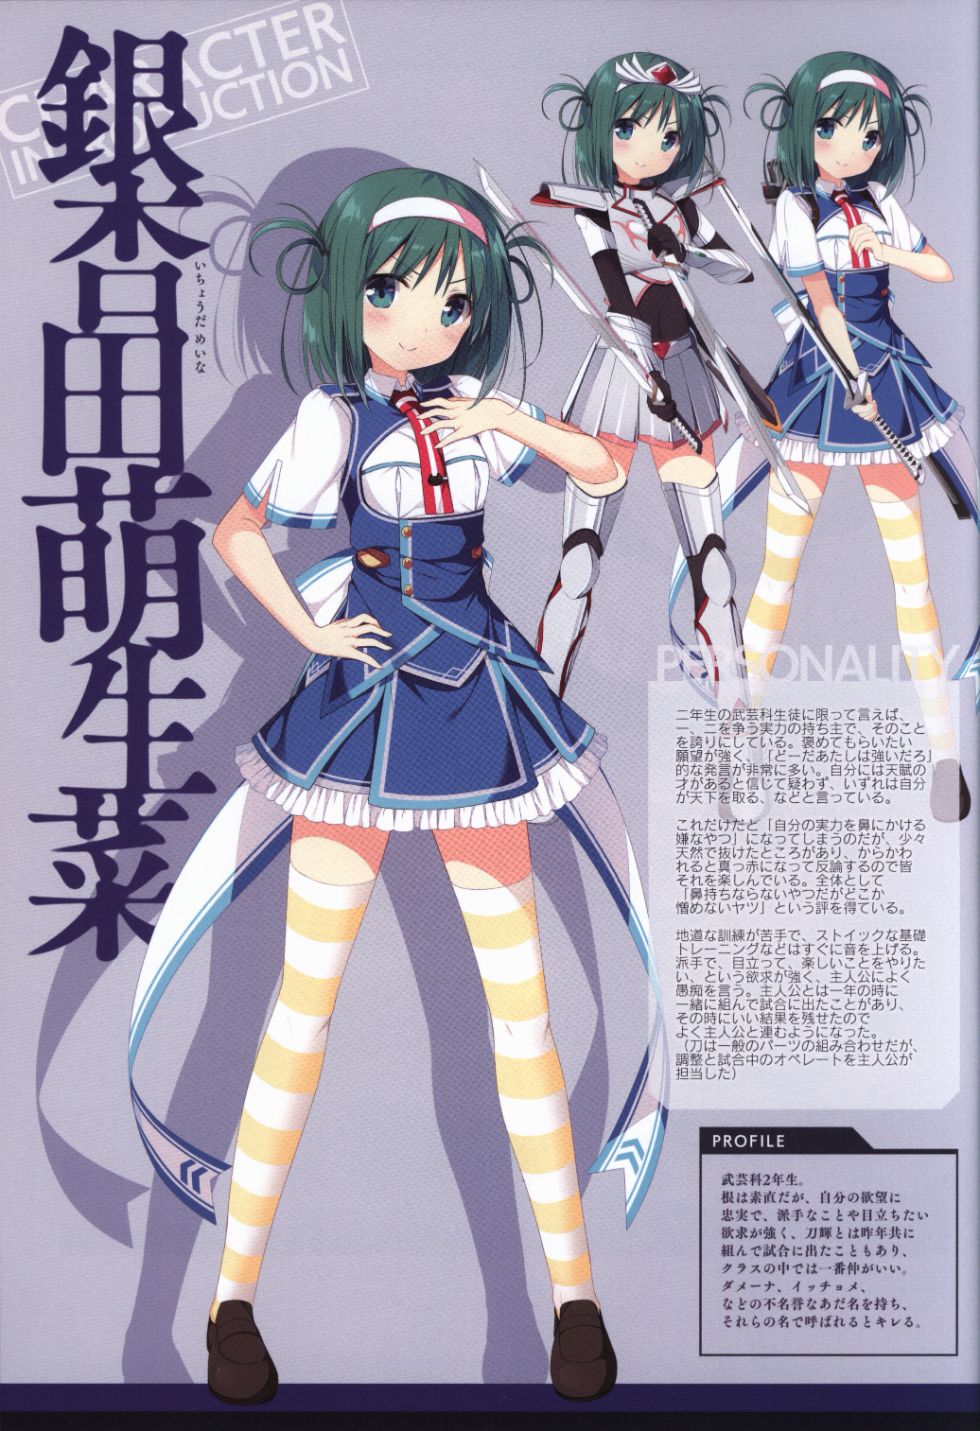 CHARACTER
INTRODUCTION
銀杏田萌生菜
いちょうだ めいな
PERSONALITY
二年生の武芸科生徒に限って言えば、
一、二を争う実力の持ち主で、そのこと
を誇りにしている。褒めてもらいたい
願望が強く、「どーだあたしは強いだろ」
的な発言が非常に多い。自分には天賦の
才があると信じて疑わず、いずれは自分
が天下を取る、などと言っている。
これだけだと「自分の実力を鼻にかける
嫌なやつ」になってしまうのだが、少々
天然で抜けたところがあり、からかわ
れると真っ赤になって反論するので皆
それを楽しんでいる。全体として
「鼻持ちならないやつだがどこか
憎めないヤツ」という評を得ている。
地道な訓練が苦手で、ストイックな基礎
トレーニングなどはすぐに音を上げる。
派手で、目立って、楽しいことをやりた
い、という欲求が強く、主人公によく
愚痴を言う。主人公とは一年の時に
一緒に組んで試合に出たことがあり、
その時にいい結果を残せたので
よく主人公と連むようになった。
（刀は一般のパーツの組み合わせだが、
調整と試合中のオペレートを主人公が
担当した）
PROFILE
武芸科2年生。
根は素直だが、自分の欲望に
忠実で、派手なことや目立ちたい
欲求が強く、刀輝とは昨年共に
組んで試合に出たこともあり、
クラスの中では一番仲がいい。
ダメーナ、イッチョメ、
などの不名誉なあだ名を持ち、
それらの名で呼ばれるとキレる。